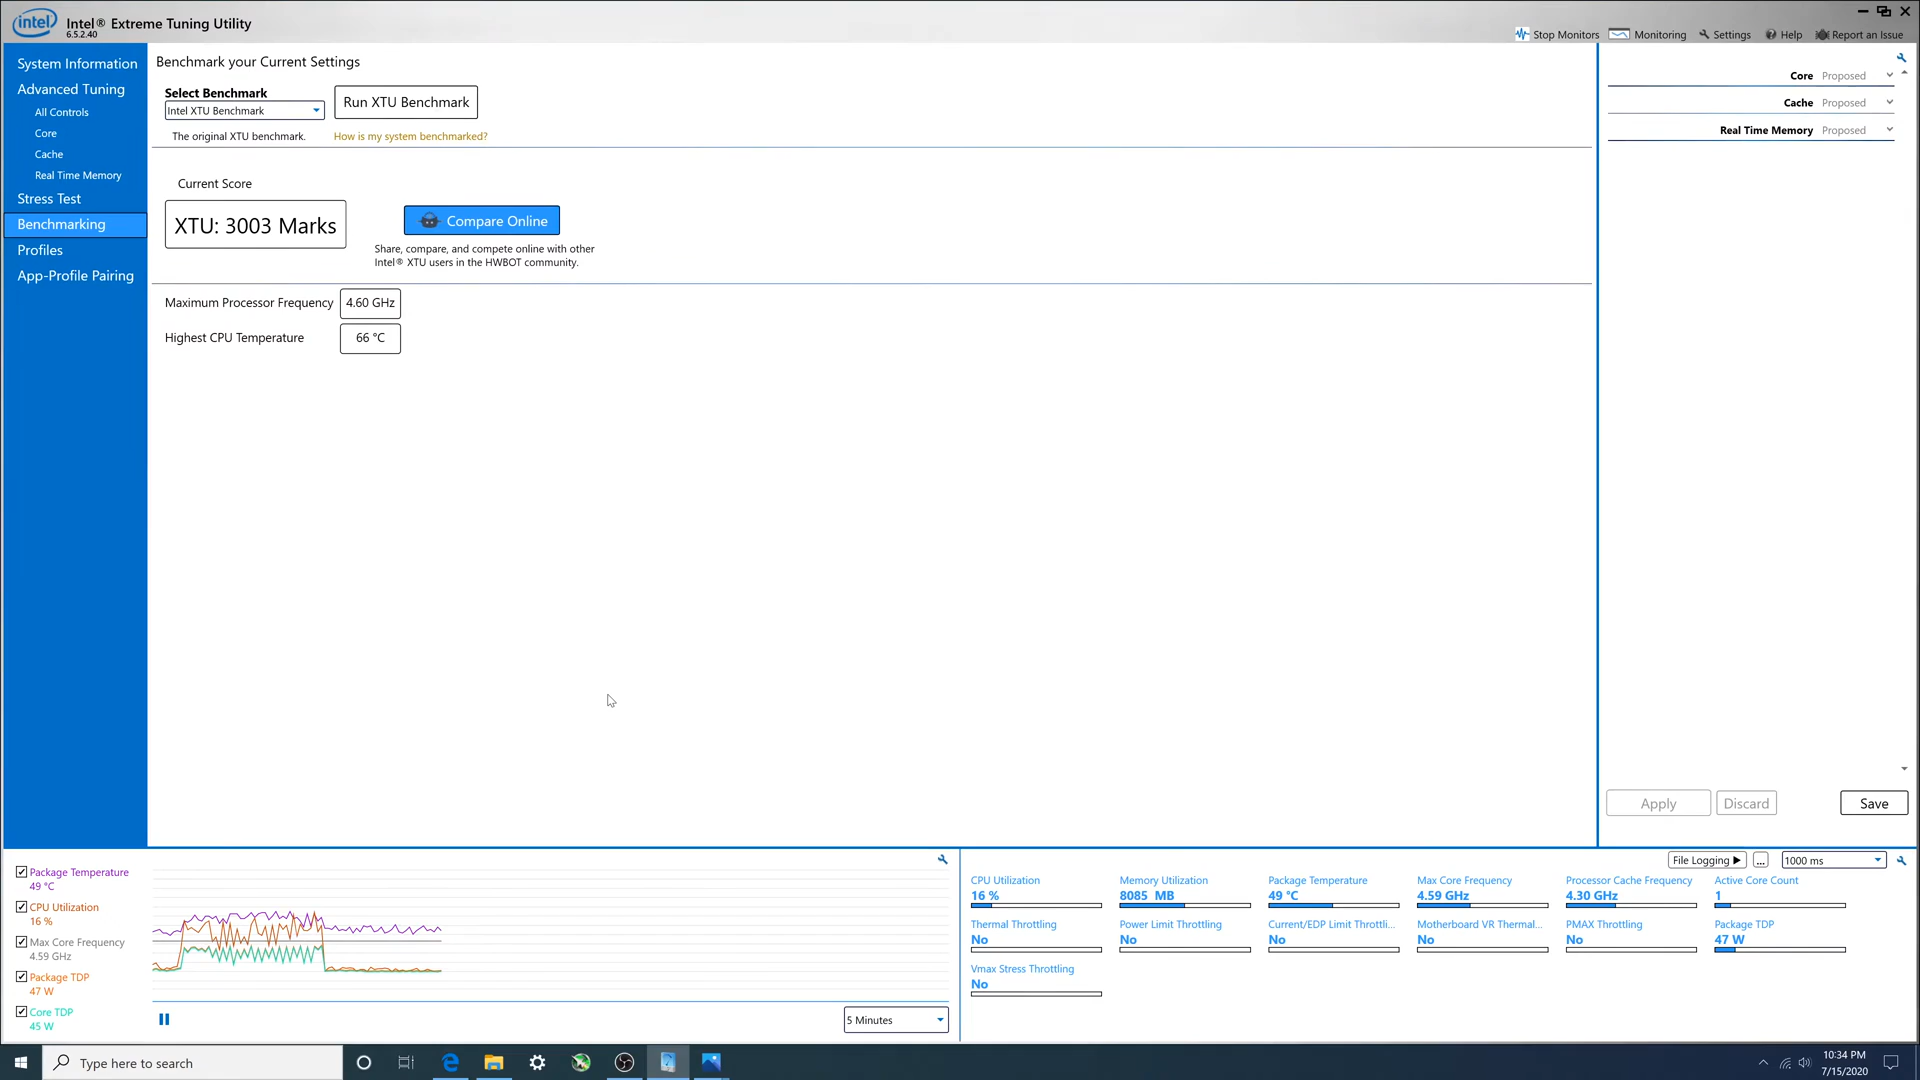 intel
Intel® Extreme Tuning Utility
6.5.2.40
Stop Monitors
Monitoring
Settings
Help
Report an Issue
System Information
Advanced Tuning
All Controls
Core
Cache
Real Time Memory
Stress Test
Benchmarking
Profiles
App-Profile Pairing
Benchmark your Current Settings
Select Benchmark
Intel XTU Benchmark
Run XTU Benchmark
The original XTU benchmark.
How is my system benchmarked?
Current Score
XTU: 3003 Marks
Compare Online
Share, compare, and compete online with other
Intel® XTU users in the HWBOT community.
Maximum Processor Frequency 4.60 GHz
Highest CPU Temperature 66 °C
Core Proposed
Cache Proposed
Real Time Memory Proposed
Apply
Discard
Save
Package Temperature
49 °C
CPU Utilization
16 %
Max Core Frequency
4.59 GHz
Package TDP
47 W
Core TDP
45 W
5 Minutes
File Logging
...
1000 ms
CPU Utilization
16 %
Memory Utilization
8085 MB
Package Temperature
49 °C
Max Core Frequency
4.59 GHz
Processor Cache Frequency
4.30 GHz
Active Core Count
1
Thermal Throttling
No
Power Limit Throttling
No
Current/EDP Limit Throttli...
No
Motherboard VR Thermal...
No
PMAX Throttling
No
Package TDP
47 W
Vmax Stress Throttling
No
Type here to search
10:34 PM
7/15/2020